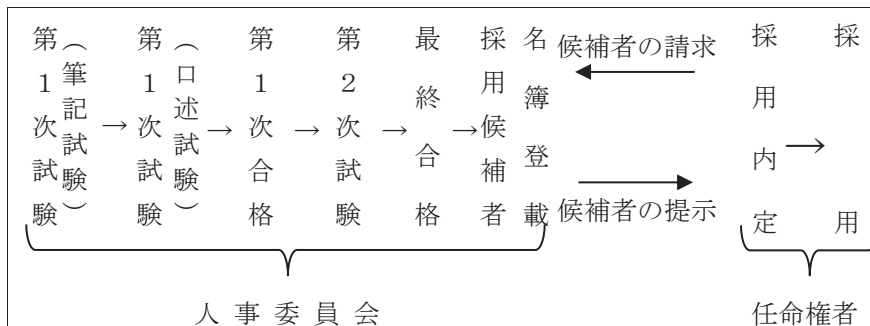 第１次試験
（筆記試験）
→
第１次試験
（口述試験）
→
第１次合格
→
第２次試験
→
最終合格
→
採用候補者
名簿登載
候補者の請求
候補者の提示
採用内定
→
採用
人事委員会
任命権者